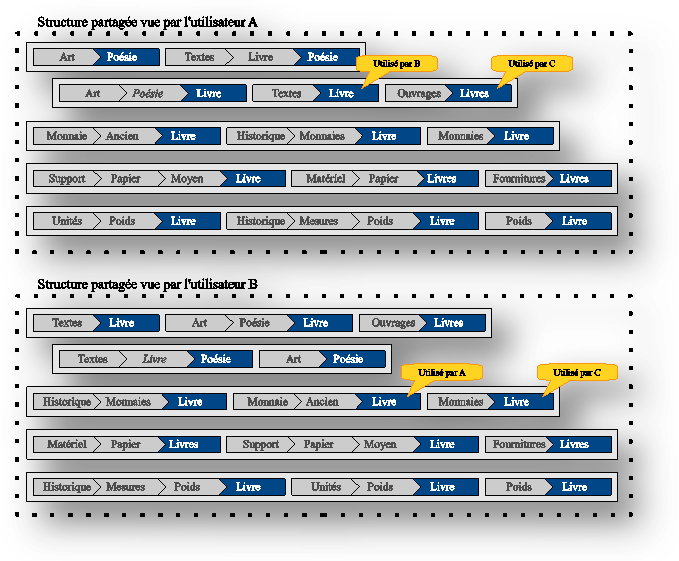 Structure partagée vue par l'utilisateur A
Art Poésie Textes Livre Poésie
Utilisé par B Utilisé par C
Art Poésie Livre Textes Livre Ouvrages Livres
Monnaie Ancien Livre Historique Monnaies Livre Monnaies Livre
Support Papier Moyen Livre Matériel Papier Livres Fournitures Livres
Unités Poids Livre Historique Mesures Poids Livre Poids Livre
Structure partagée vue par l'utilisateur B
Textes Livre Art Poésie Livre Ouvrages Livres
Textes Livre Poésie Art Poésie
Utilisé par A Utilisé par C
Historique Monnaies Livre Monnaie Ancien Livre Monnaies Livre
Matériel Papier Livres Support Papier Moyen Livre Fournitures Livres
Historique Mesures Poids Livre Unités Poids Livre Poids Livre